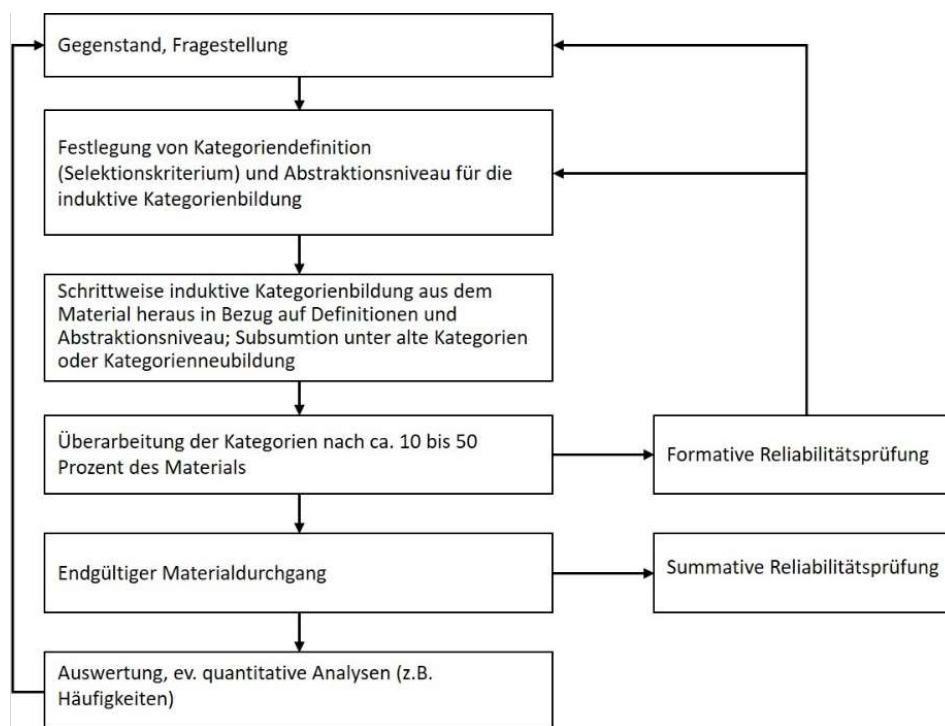 Gegenstand, Fragestellung
Festlegung von Kategoriendefinition
(Selektionskriterium) und Abstraktionsniveau für die
induktive Kategorienbildung
Schrittweise induktive Kategorienbildung aus dem
Material heraus in Bezug auf Definitionen und
Abstraktionsniveau; Subsumtion unter alte Kategorien
oder Kategorienneubildung
Überarbeitung der Kategorien nach ca. 10 bis 50
Prozent des Materials
Formative Reliabilitätsprüfung
Endgültiger Materialdurchgang
Summative Reliabilitätsprüfung
Auswertung, ev. quantitative Analysen (z.B.
Häufigkeiten)